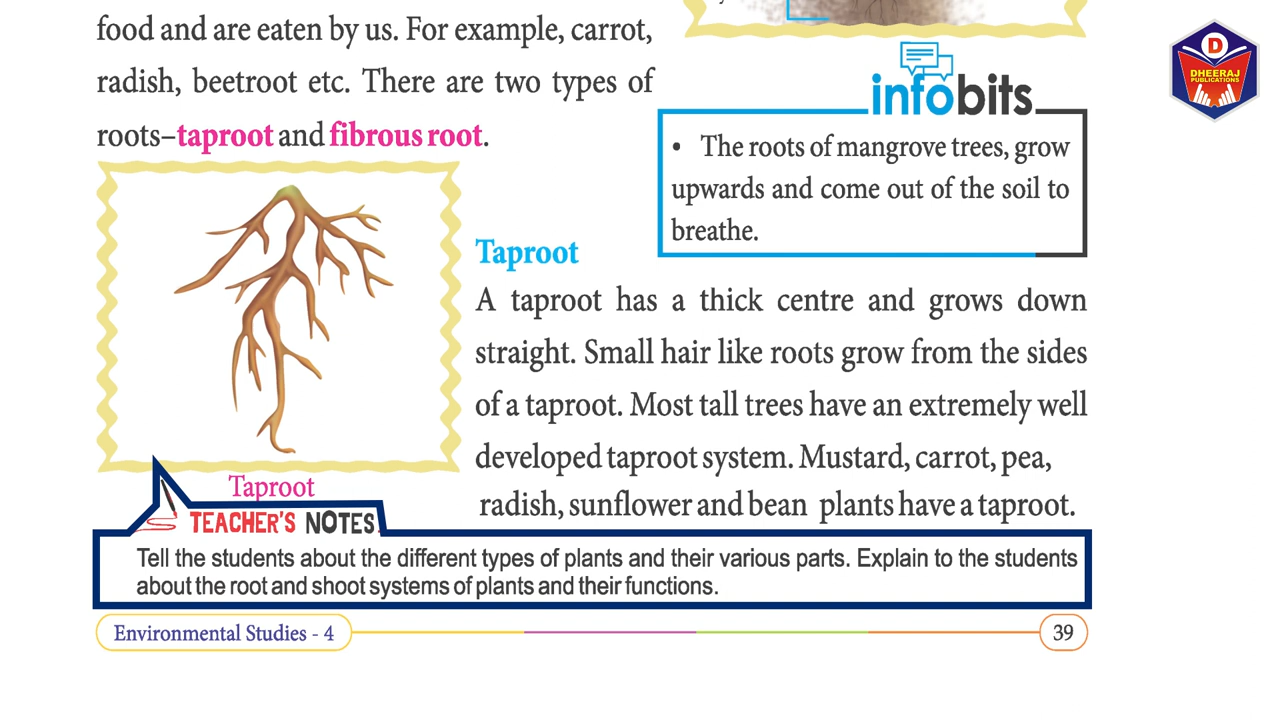 food and are eaten by us. For example, carrot,
radish, beetroot etc. There are two types of
roots–taproot and fibrous root.
D
DHEERAJ
PUBLICATIONS
infobits
• The roots of mangrove trees, grow
upwards and come out of the soil to
breathe.
Taproot
A taproot has a thick centre and grows down
straight. Small hair like roots grow from the sides
of a taproot. Most tall trees have an extremely well
developed taproot system. Mustard, carrot, pea,
radish, sunflower and bean plants have a taproot.
Taproot
TEACHER'S NOTES
Tell the students about the different types of plants and their various parts. Explain to the students
about the root and shoot systems of plants and their functions.
Environmental Studies - 4
39